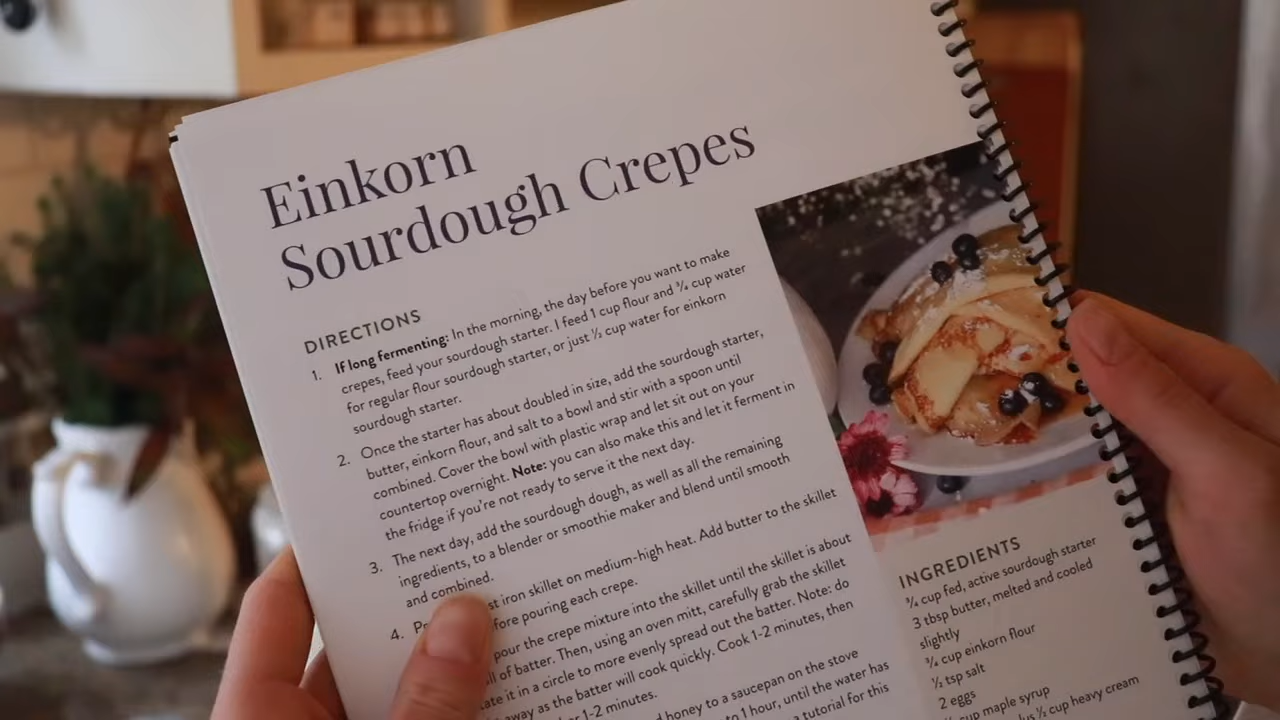 Einkorn
Sourdough Crepes
DIRECTIONS
1. If long fermenting: In the morning, the day before you want to make
crepes, feed your sourdough starter. I feed 1 cup flour and ¾ cup water
for regular flour sourdough starter, or just ½ cup water for einkorn
sourdough starter.
2. Once the starter has about doubled in size, add the sourdough starter,
butter, einkorn flour, and salt to a bowl and stir with a spoon until
combined. Cover the bowl with plastic wrap and let sit out on your
countertop overnight. Note: you can also make this and let it ferment in
the fridge if you're not ready to serve it the next day.
3. The next day, add the sourdough dough, as well as all the remaining
ingredients, to a blender or smoothie maker and blend until smooth
and combined.
4. iron skillet on medium-high heat. Add butter to the skillet
pouring each crepe.
pour the crepe mixture into the skillet until the skillet is about
of batter. Then, using an oven mitt, carefully grab the skillet
it in a circle to more evenly spread out the batter. Note: do
as the batter will cook quickly. Cook 1-2 minutes, then
1-2 minutes.
honey to a saucepan on the stove
1 hour, until the water has
a tutorial for this
INGREDIENTS
¾ cup fed, active sourdough starter
3 tbsp butter, melted and cooled
slightly
¾ cup einkorn flour
½ tsp salt
2 eggs
cup maple syrup
cup heavy cream